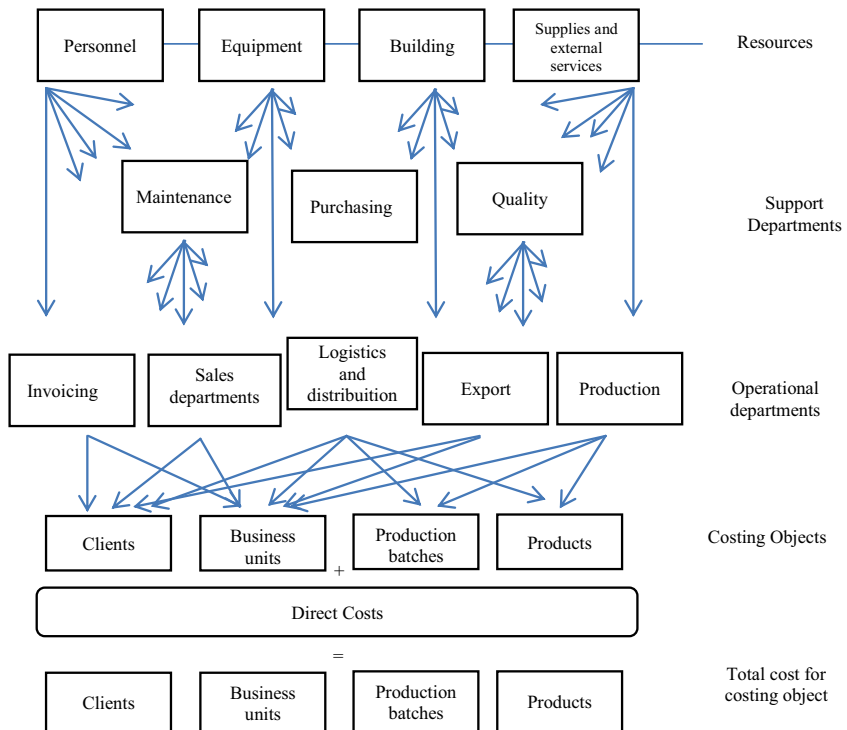 Personnel
Equipment
Building
Supplies and
external
services
Resources
Maintenance
Purchasing
Quality
Support
Departments
Invoicing
Sales
departments
Logistics
and
distribuition
Export
Production
Operational
departments
Clients
Business
units
Production
batches
Products
Costing Objects
+
Direct Costs
=
Clients
Business
units
Production
batches
Products
Total cost for
costing object